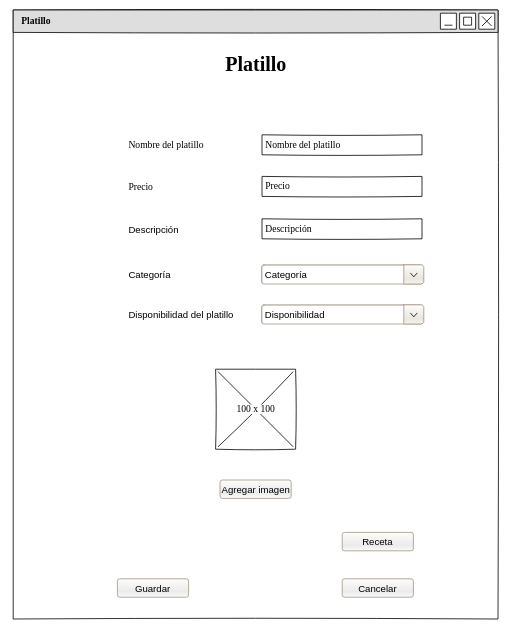 Platillo
Platillo
Nombre del platillo Nombre del platillo
Precio Precio
Descripción Descripción
Categoría Categoría
Disponibilidad del platillo Disponibilidad
100 x 100
Agregar imagen
Receta
Guardar Cancelar